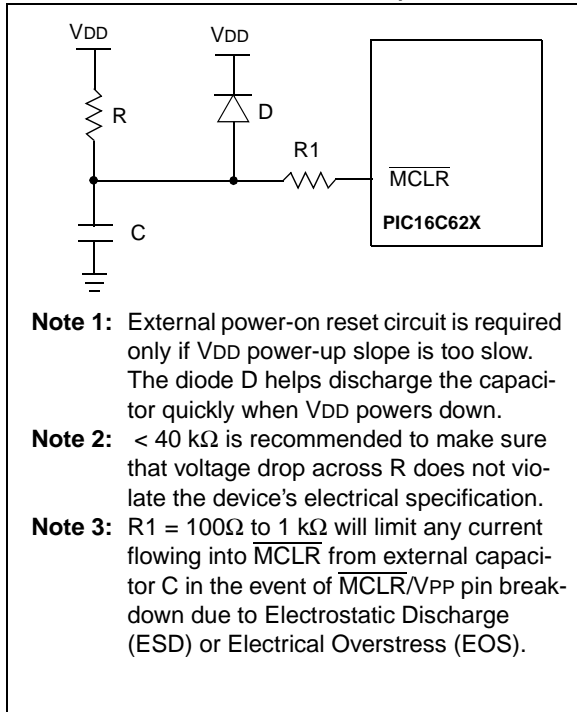 VDD
VDD
R
D
R1
MCLR
PIC16C62X
C
Note 1: External power-on reset circuit is required
only if VDD power-up slope is too slow.
The diode D helps discharge the capaci-
tor quickly when VDD powers down.
Note 2: < 40 kΩ is recommended to make sure
that voltage drop across R does not vio-
late the device's electrical specification.
Note 3: R1 = 100Ω to 1 kΩ will limit any current
flowing into MCLR from external capaci-
tor C in the event of MCLR/VPP pin break-
down due to Electrostatic Discharge
(ESD) or Electrical Overstress (EOS).